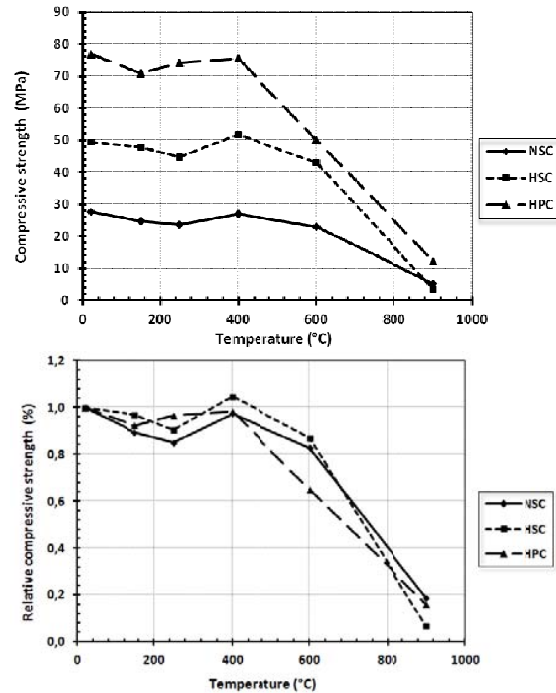 90
80
70
60
50
40
30
20
10
0
Compressive strength (MPa)
0 200 400 600 800 1000
Temperature (°C)
NSC
HSC
HPC
1,2
1,0
0,8
0,6
0,4
0,2
0,0
Relative compressive strength (%)
0 200 400 600 800 1000
Temperature (°C)
NSC
HSC
HPC